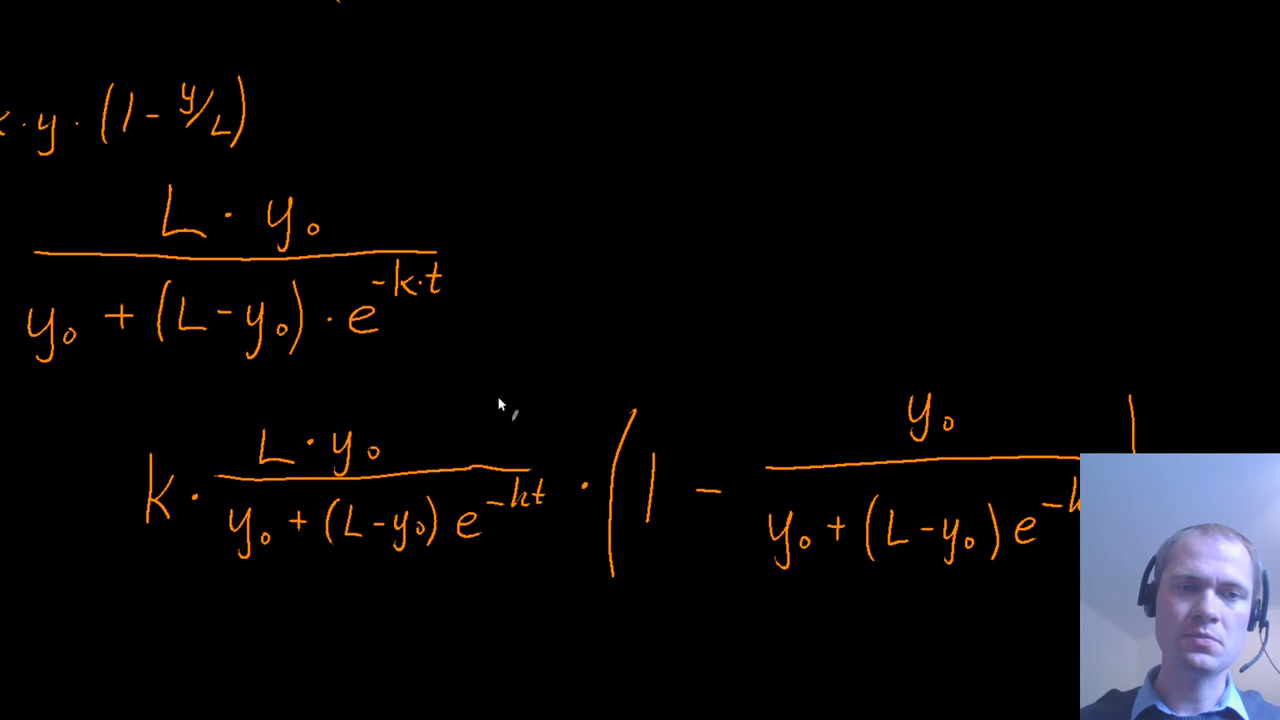 k · y · (1 - y/L)
L · y₀
y₀ + (L - y₀) · e^(-k·t)
k · (L · y₀)/(y₀ + (L - y₀) e^(-kt)) · (1 - y₀/(y₀ + (L - y₀) e^(-k